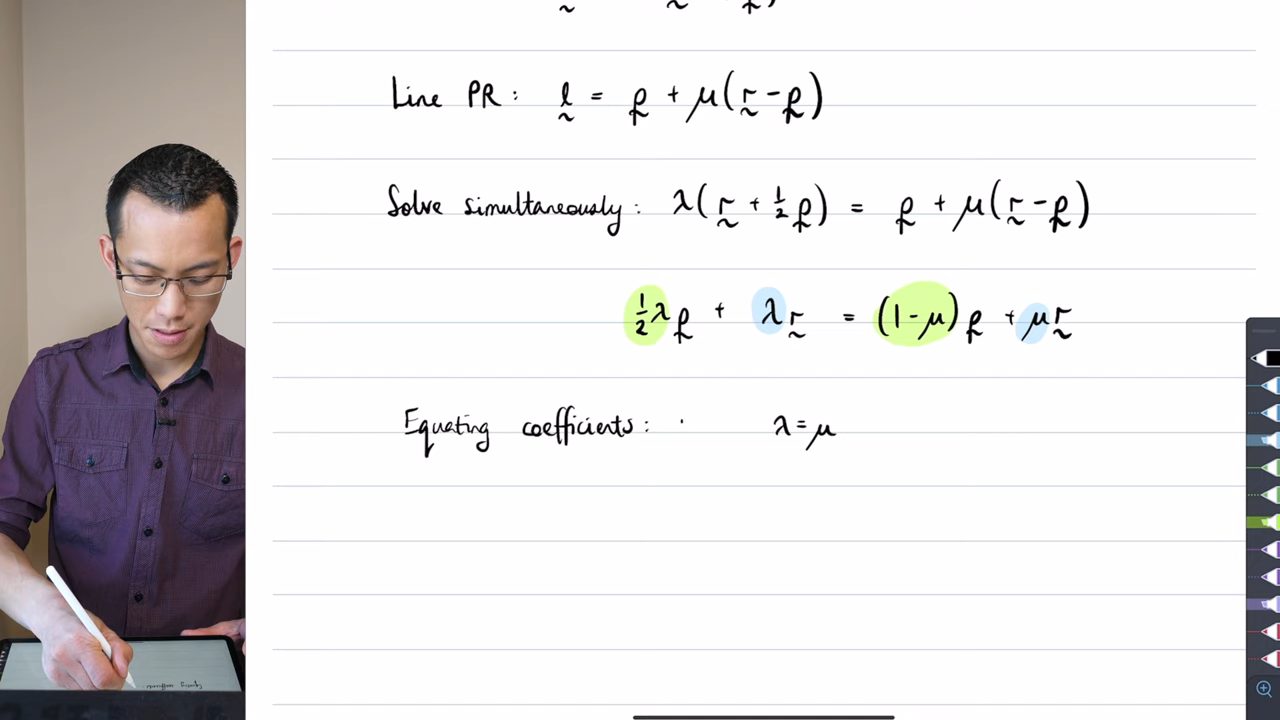 Line PR: l̰ = p̰ + μ(r̰ − p̰)
Solve simultaneously: λ(r̰ + ½p̰) = p̰ + μ(r̰ − p̰)
½λp̰ + λr̰ = (1 − μ)p̰ + μr̰
Equating coefficients: λ = μ